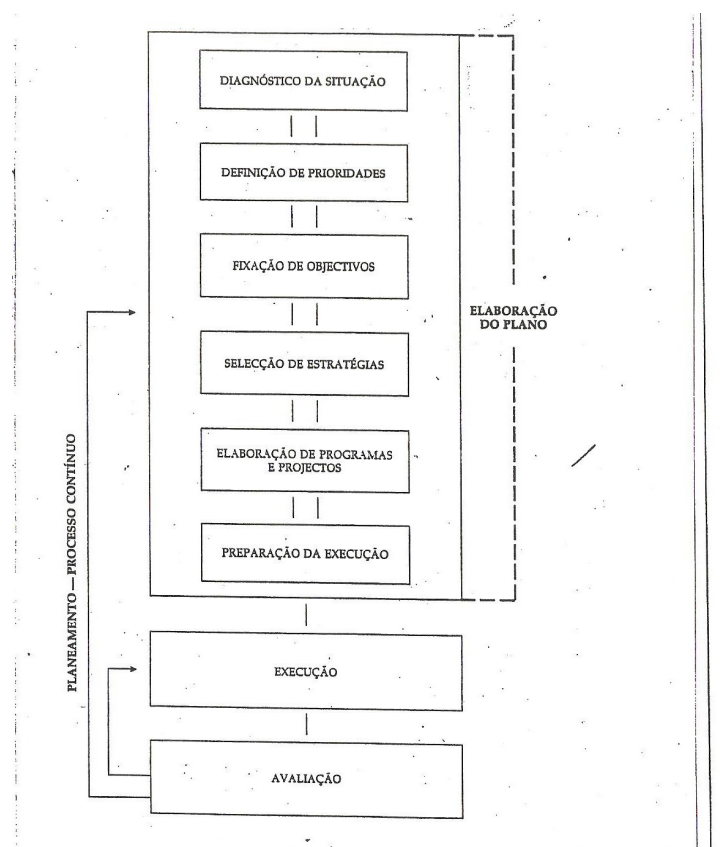 DIAGNÓSTICO DA SITUAÇÃO
DEFINIÇÃO DE PRIORIDADES
FIXAÇÃO DE OBJECTIVOS
SELECÇÃO DE ESTRATÉGIAS
ELABORAÇÃO DE PROGRAMAS
E PROJECTOS
PREPARAÇÃO DA EXECUÇÃO
ELABORAÇÃO
DO PLANO
PLANEAMENTO — PROCESSO CONTÍNUO
EXECUÇÃO
AVALIAÇÃO